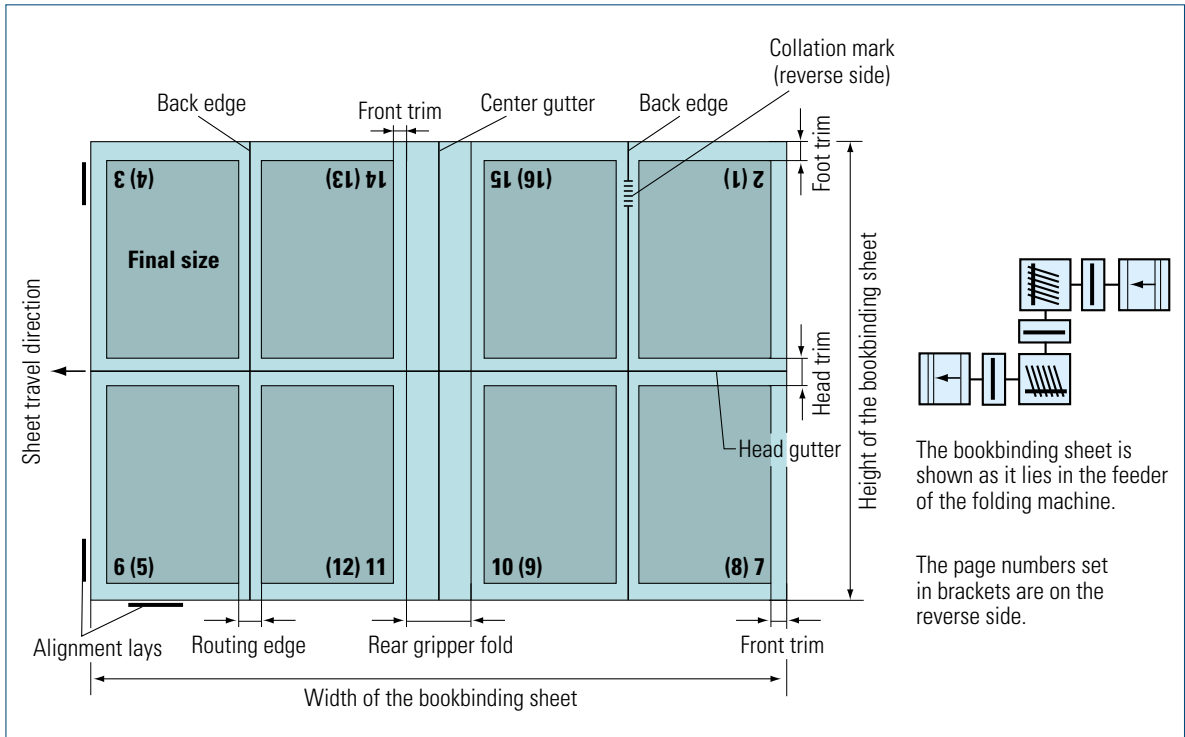 Collation mark
(reverse side)
Back edge
Front trim
Center gutter
Back edge
Foot trim
3 (4)
14 (13)
15 (16)
2 (1)
Final size
Sheet travel direction
Head trim
Height of the bookbinding sheet
Head gutter
The bookbinding sheet is
shown as it lies in the feeder
of the folding machine.
6 (5)
(12) 11
10 (9)
(8) 7
The page numbers set
in brackets are on the
reverse side.
Alignment lays
Routing edge
Rear gripper fold
Front trim
Width of the bookbinding sheet